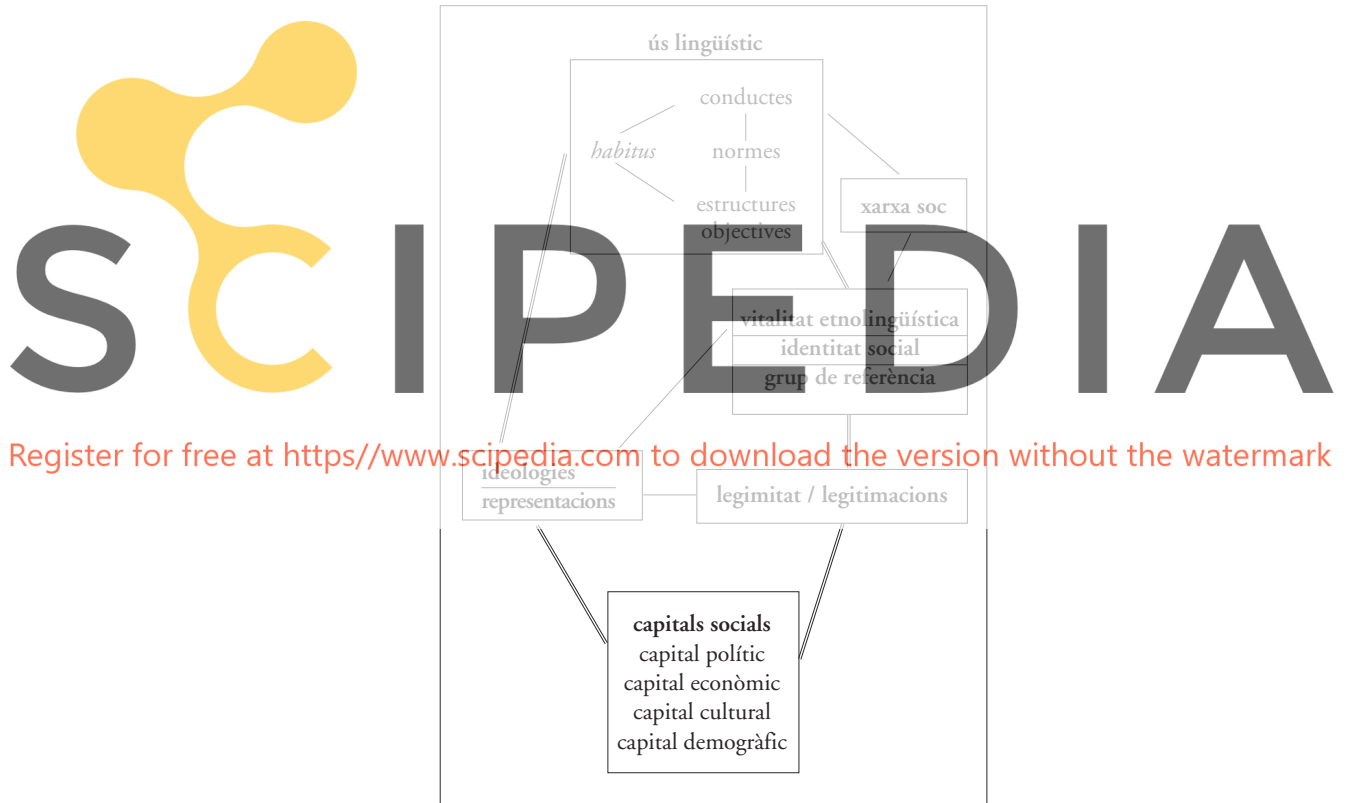 ús lingüístic
conductes
habitus
normes
estructures
objectives
xarxa soc
SCIPEDIA
vitalitat etnolingüística
identitat social
grup de referència
Register for free at https//www.scipedia.com to download the version without the watermark
ideologies
representacions
legimitat / legitimacions
capitals socials
capital polític
capital econòmic
capital cultural
capital demogràfic